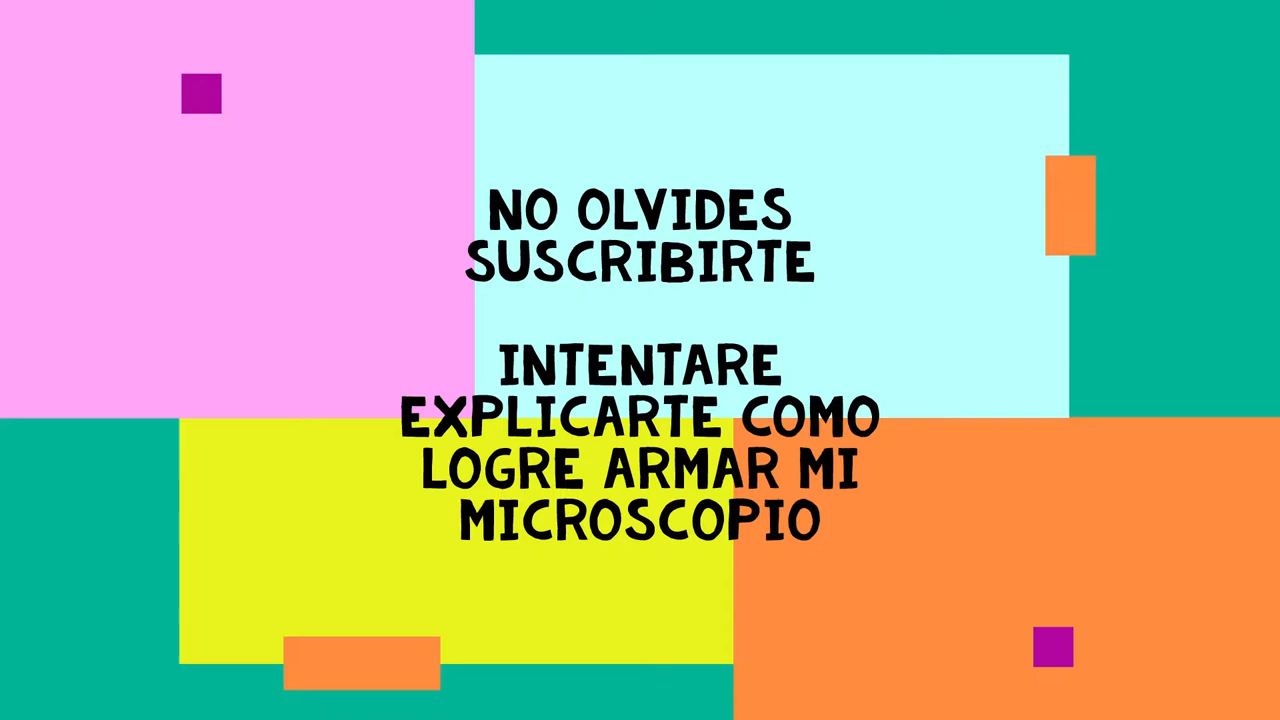 NO OLVIDES
SUSCRIBIRTE
INTENTARE
EXPLICARTE COMO
LOGRE ARMAR MI
MICROSCOPIO